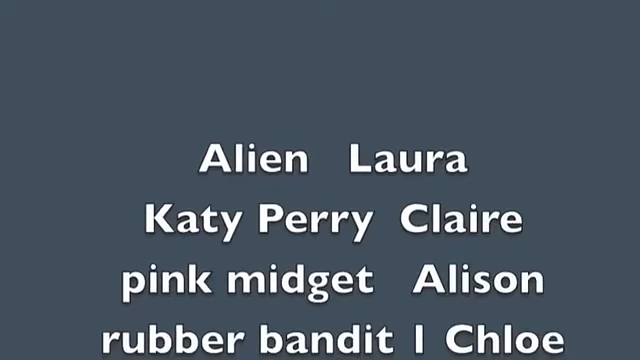 Alien Laura
Katy Perry Claire
pink midget Alison
rubber bandit 1 Chloe